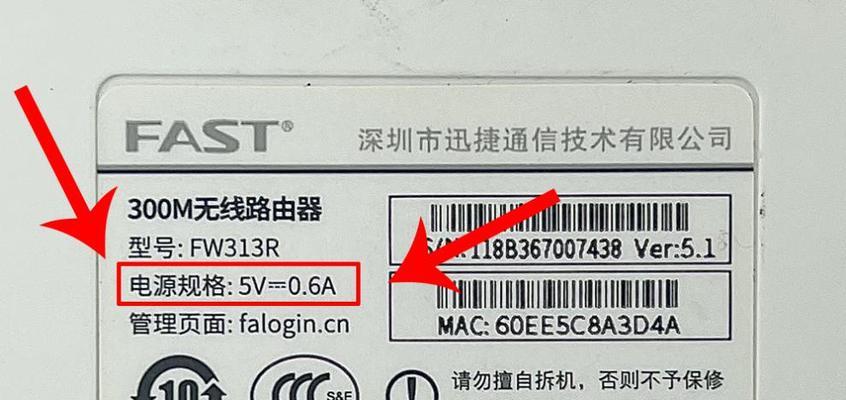 FAST®
深圳市迅捷通信技术有限公司
300M无线路由器
型号: FW313R
电源规格: 5V⎓0.6A
管理页面: falogin.cn
S/N:118B367007438 Ver:5.1
MAC: 60EE5C8A3D4A
10
CCC S&E
请勿擅自拆机，否则不予保修